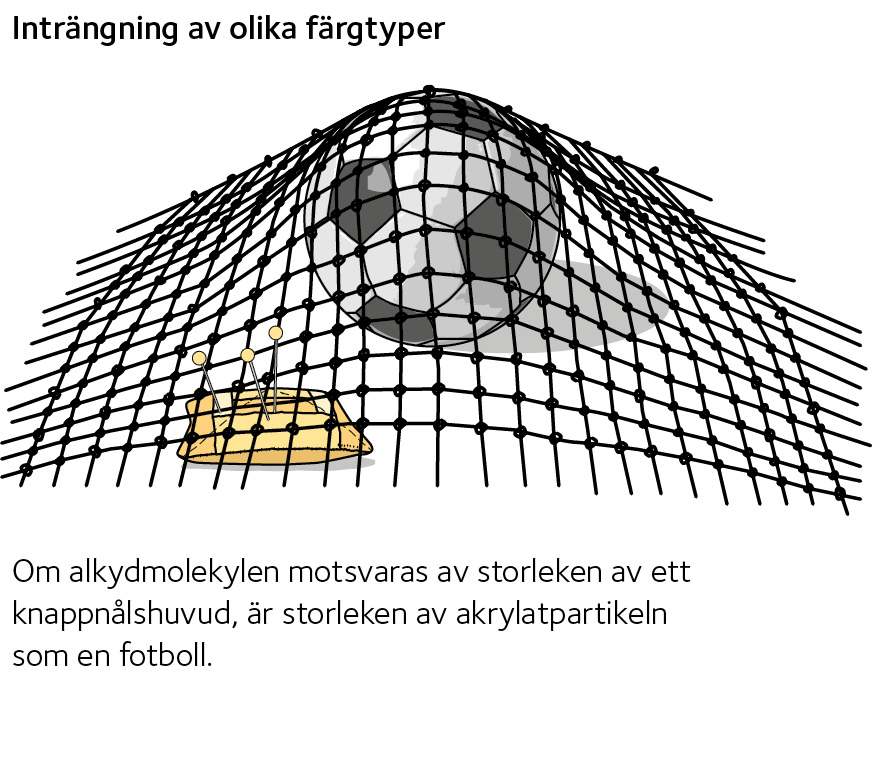 Inträngning av olika färgtyper
Om alkydmolekylen motsvaras av storleken av ett
knappnålshuvud, är storleken av akrylatpartikeln
som en fotboll.